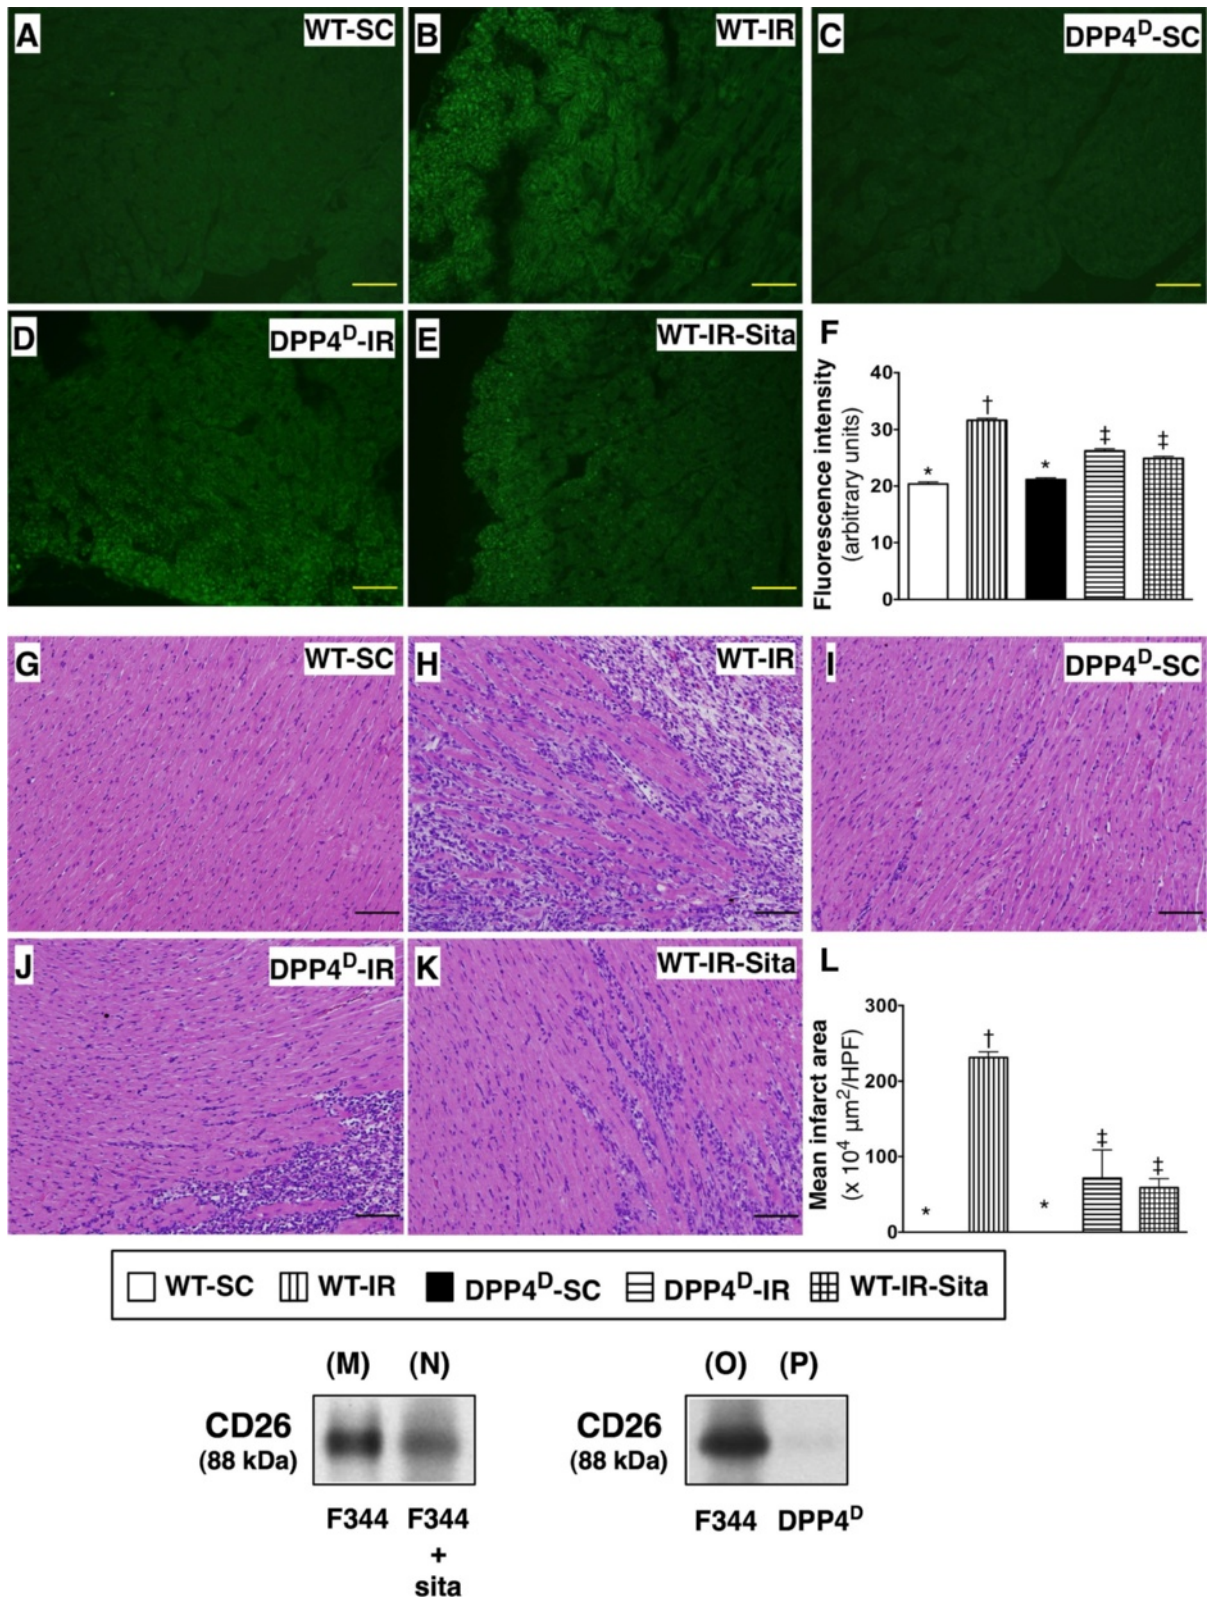 A WT-SC
B WT-IR
C DPP4ᴰ-SC
D DPP4ᴰ-IR
E WT-IR-Sita
F
Fluorescence intensity
(arbitrary units)
40
30
20
10
0
*
†
*
‡
‡
G WT-SC
H WT-IR
I DPP4ᴰ-SC
J DPP4ᴰ-IR
K WT-IR-Sita
L
Mean infarct area
(x 10⁴ µm²/HPF)
300
200
100
0
*
†
*
‡
‡
WT-SC WT-IR DPP4ᴰ-SC DPP4ᴰ-IR WT-IR-Sita
(M) (N)
CD26
(88 kDa)
F344 F344
+
sita
(O) (P)
CD26
(88 kDa)
F344 DPP4ᴰ